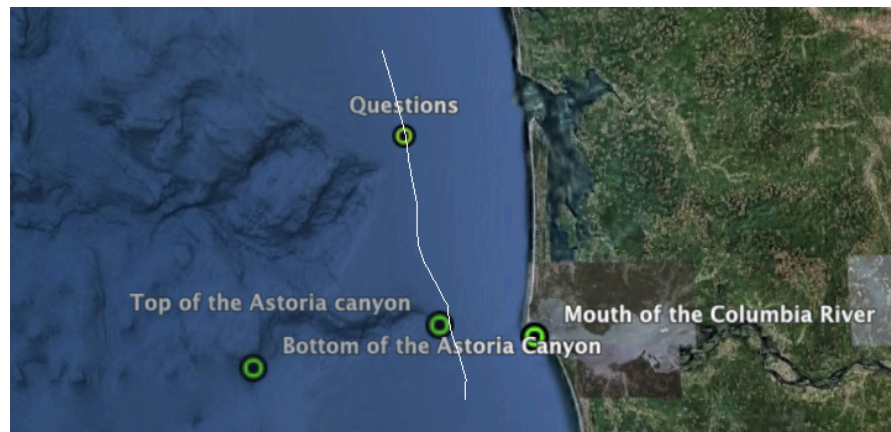 Questions
Top of the Astoria canyon
Mouth of the Columbia River
Bottom of the Astoria Canyon